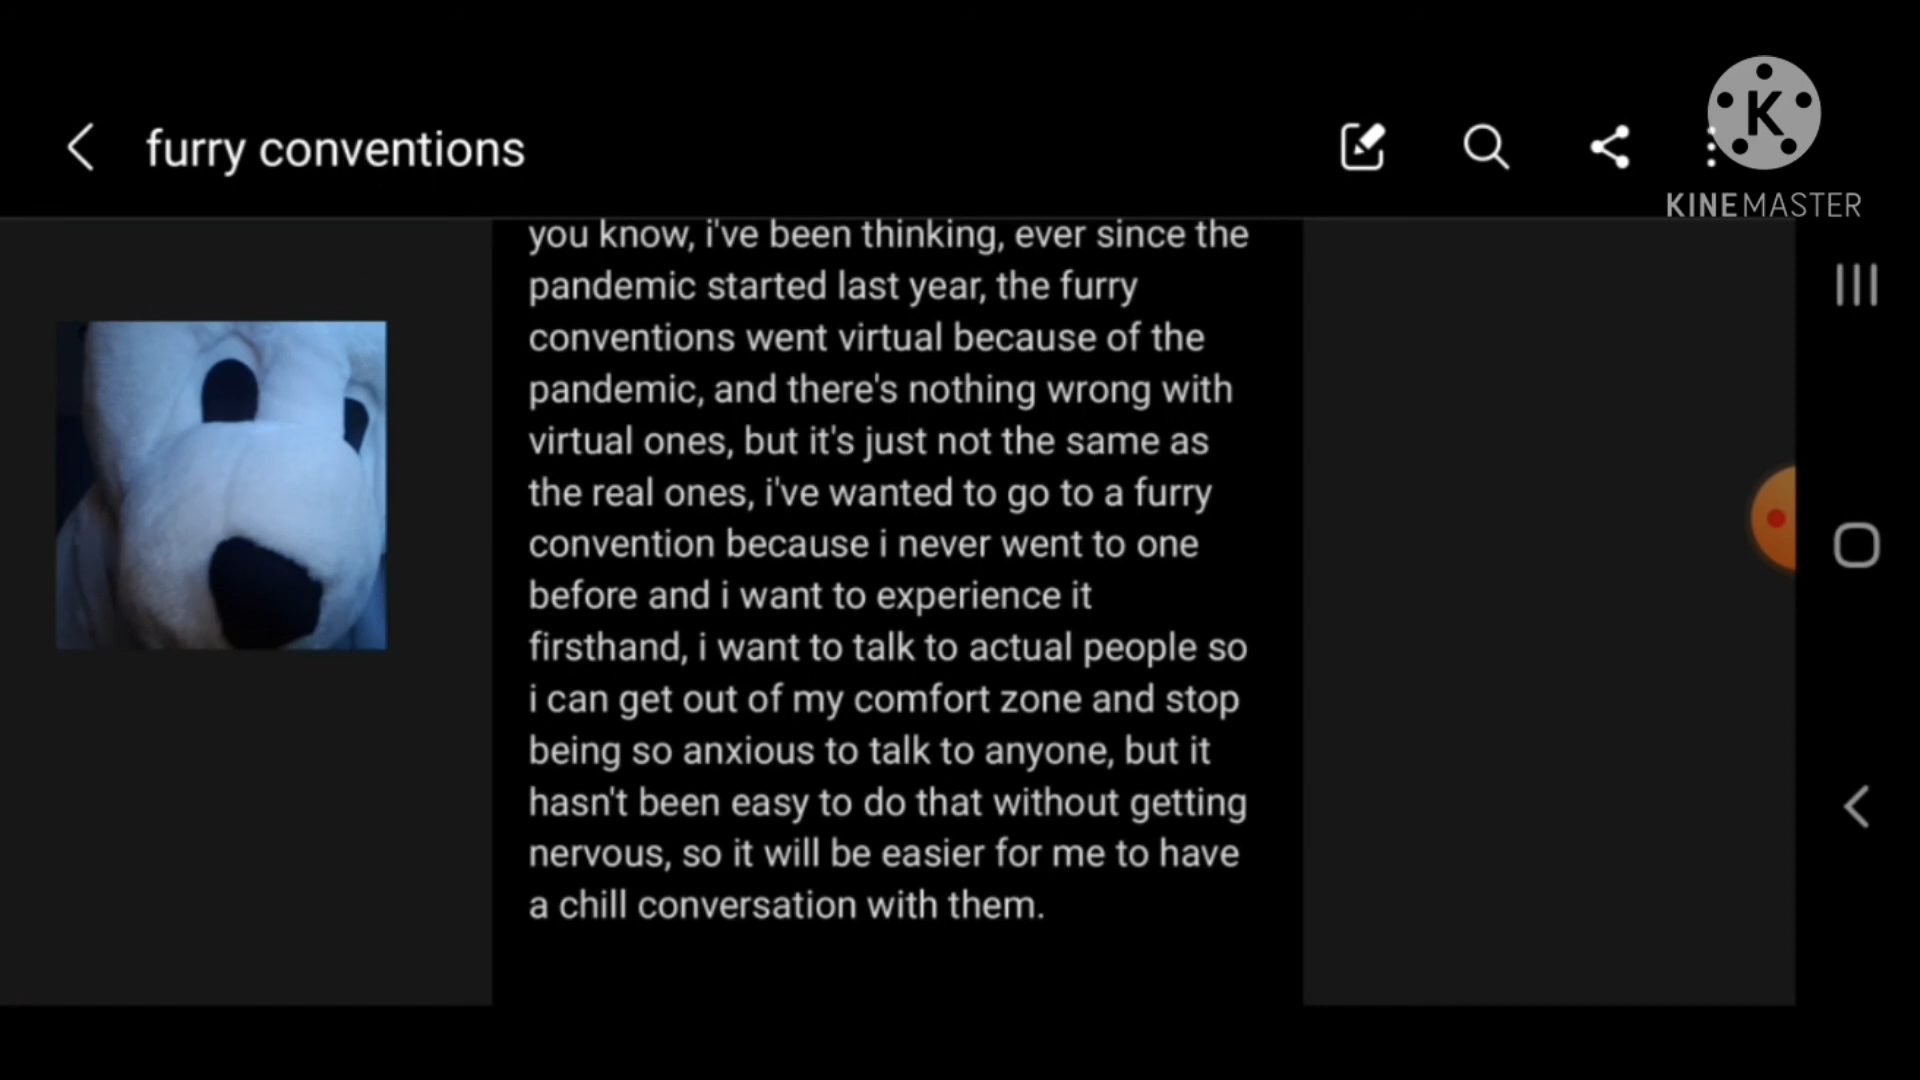 furry conventions
K
KINEMASTER
you know, i've been thinking, ever since the
pandemic started last year, the furry
conventions went virtual because of the
pandemic, and there's nothing wrong with
virtual ones, but it's just not the same as
the real ones, i've wanted to go to a furry
convention because i never went to one
before and i want to experience it
firsthand, i want to talk to actual people so
i can get out of my comfort zone and stop
being so anxious to talk to anyone, but it
hasn't been easy to do that without getting
nervous, so it will be easier for me to have
a chill conversation with them.